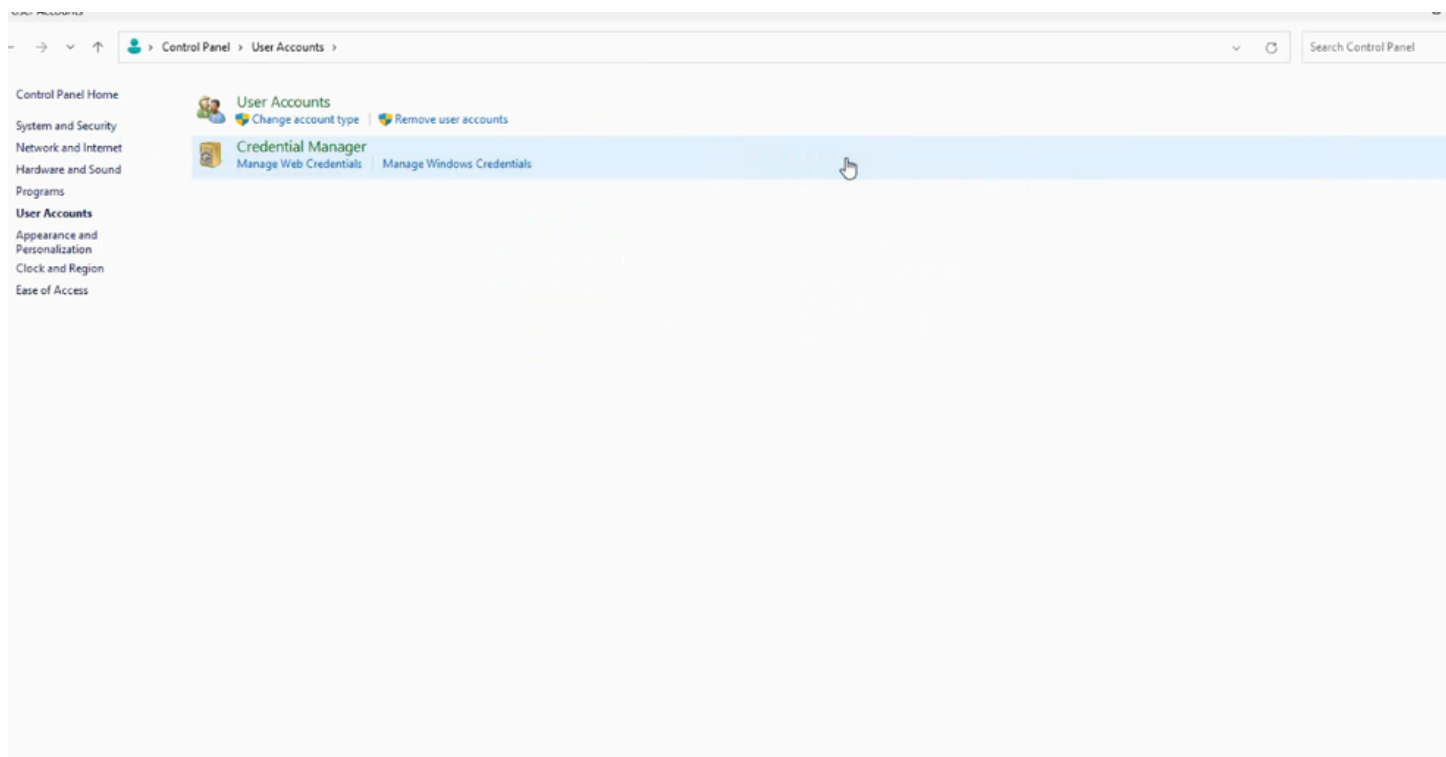 User Accounts
Control Panel > User Accounts >
Search Control Panel
Control Panel Home
System and Security
Network and Internet
Hardware and Sound
Programs
User Accounts
Appearance and
Personalization
Clock and Region
Ease of Access
User Accounts
Change account type | Remove user accounts
Credential Manager
Manage Web Credentials | Manage Windows Credentials